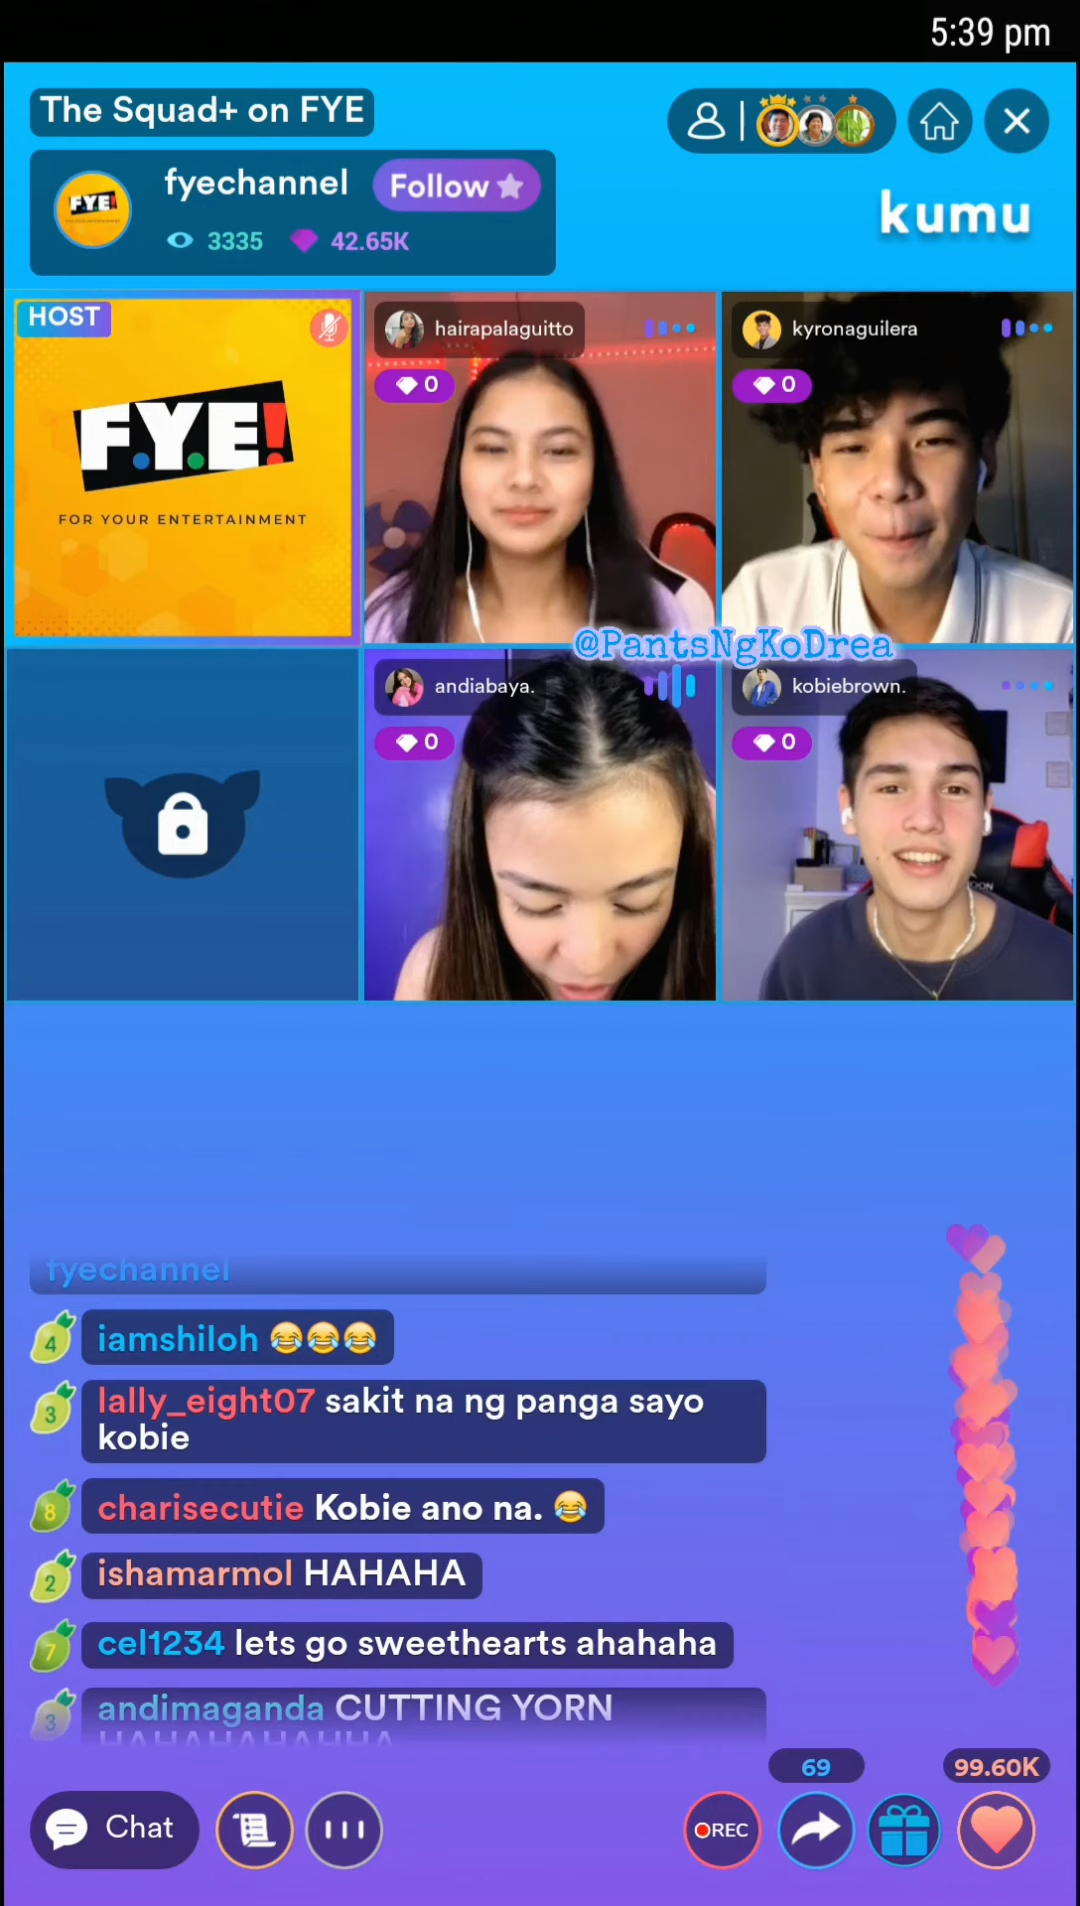 5:39 pm
The Squad+ on FYE
fyechannel
Follow
3335
42.65K
kumu
HOST
F.Y.E!
FOR YOUR ENTERTAINMENT
hairapalaguitto
0
kyronaguilera
0
@PantsNgKoDrea
andiabaya.
0
kobiebrown.
0
fyechannel
4
iamshiloh 😂😂😂
3
lally_eight07 sakit na ng panga sayo
kobie
8
charisecutie Kobie ano na. 😂
2
ishamarmol HAHAHA
7
cel1234 lets go sweethearts ahahaha
3
andimaganda CUTTING YORN
69
99.60K
Chat
REC